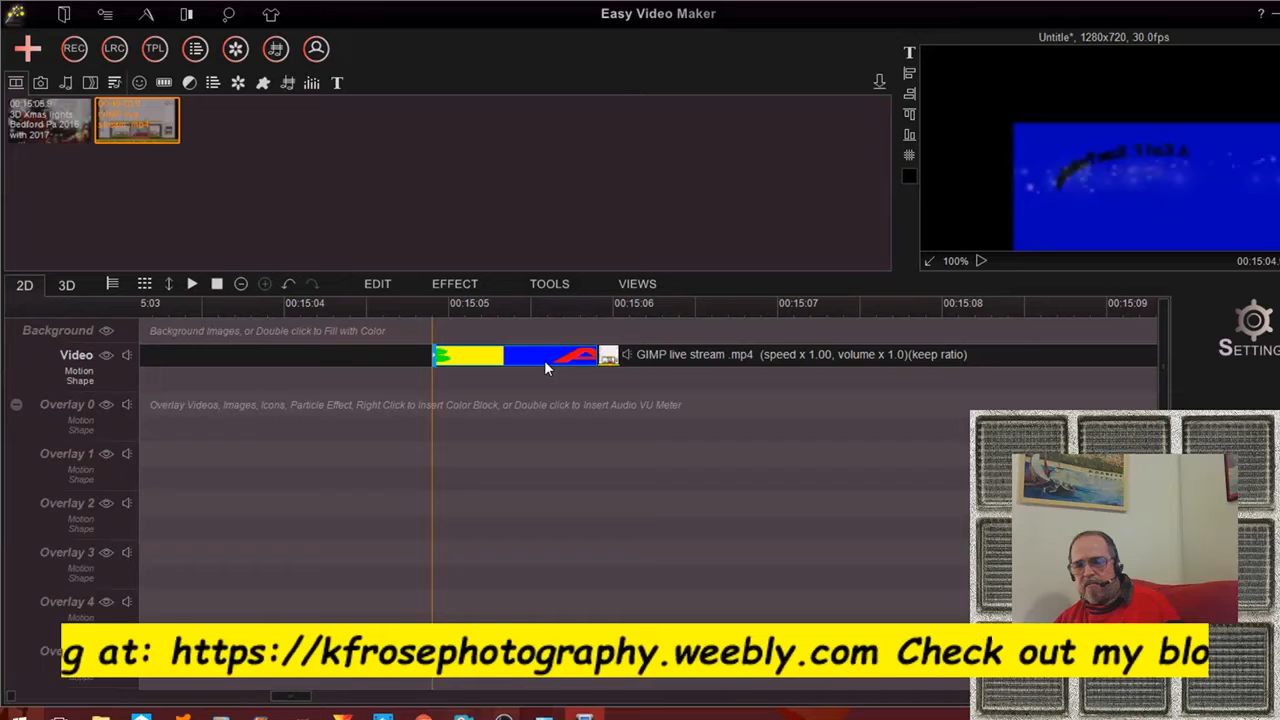 Easy Video Maker
?
REC LRC TPL
Untitle*, 1280x720, 30.0fps
T
T
00:16:06.97
3D Xmas lights
Bedford Pa 2016
with 2017
100%
00:15:04.
2D 3D EDIT EFFECT TOOLS VIEWS
5:03 00:15:04 00:15:05 00:15:06 00:15:07 00:15:08 00:15:09
Background Background Images, or Double click to Fill with Color
Video GIMP live stream .mp4 (speed x 1.00, volume x 1.0)(keep ratio)
Motion
Shape
SETTING
Overlay 0 Overlay Videos, Images, Icons, Particle Effect, Right Click to Insert Color Block, or Double click to Insert Audio VU Meter
Motion
Shape
Overlay 1
Motion
Shape
Overlay 2
Motion
Shape
Overlay 3
Motion
Shape
Overlay 4
g at: https://kfrosephotography.weebly.com Check out my blo